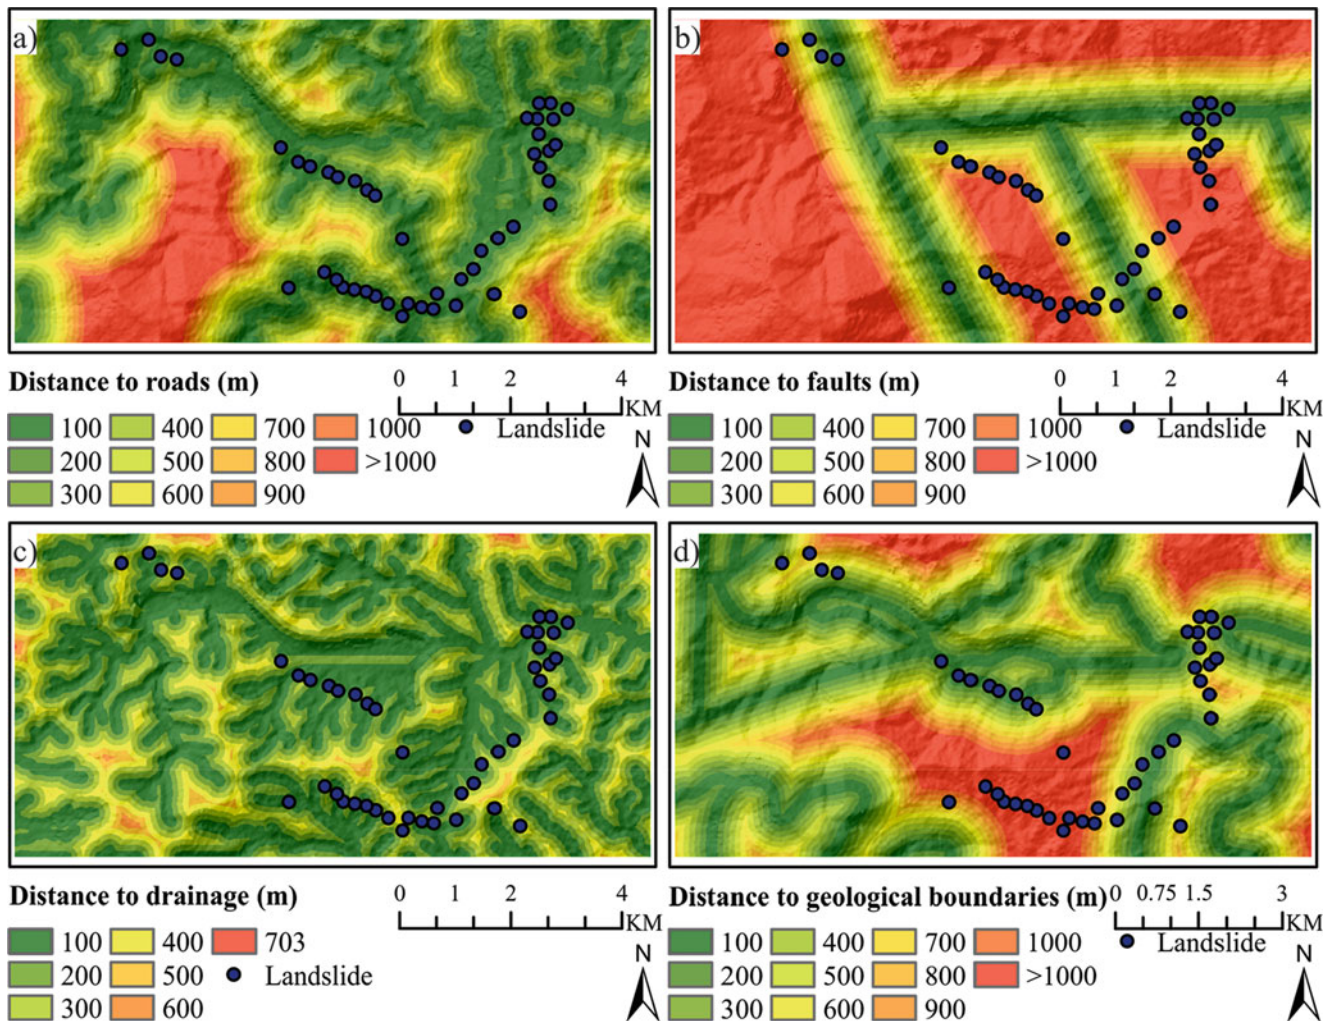 a)
b)
Distance to roads (m)
0 1 2 4
KM
100 400 700 1000 Landslide
200 500 800 >1000
300 600 900
N
Distance to faults (m)
0 1 2 4
KM
100 400 700 1000 Landslide
200 500 800 >1000
300 600 900
N
c)
d)
Distance to drainage (m)
0 1 2 4
KM
100 400 703
200 500 Landslide
300 600
N
Distance to geological boundaries (m)
0 0.75 1.5 3
KM
100 400 700 1000 Landslide
200 500 800 >1000
300 600 900
N